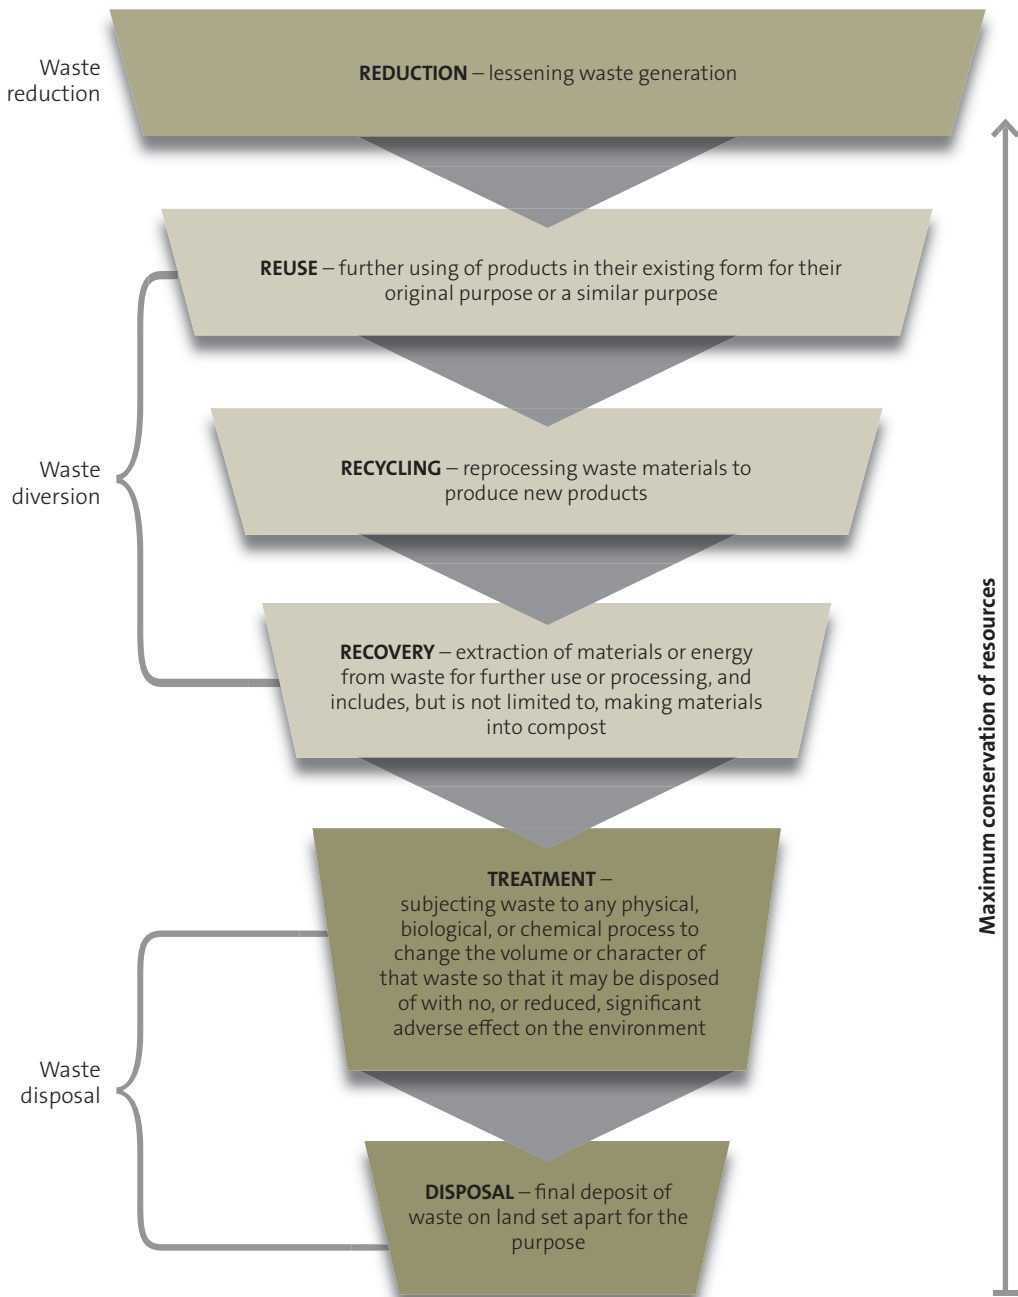 Waste
reduction
REDUCTION – lessening waste generation
REUSE – further using of products in their existing form for their
original purpose or a similar purpose
Waste
diversion
RECYCLING – reprocessing waste materials to
produce new products
RECOVERY – extraction of materials or energy
from waste for further use or processing, and
includes, but is not limited to, making materials
into compost
TREATMENT –
subjecting waste to any physical,
biological, or chemical process to
change the volume or character of
that waste so that it may be disposed
of with no, or reduced, significant
adverse effect on the environment
Waste
disposal
DISPOSAL – final deposit of
waste on land set apart for the
purpose
Maximum conservation of resources